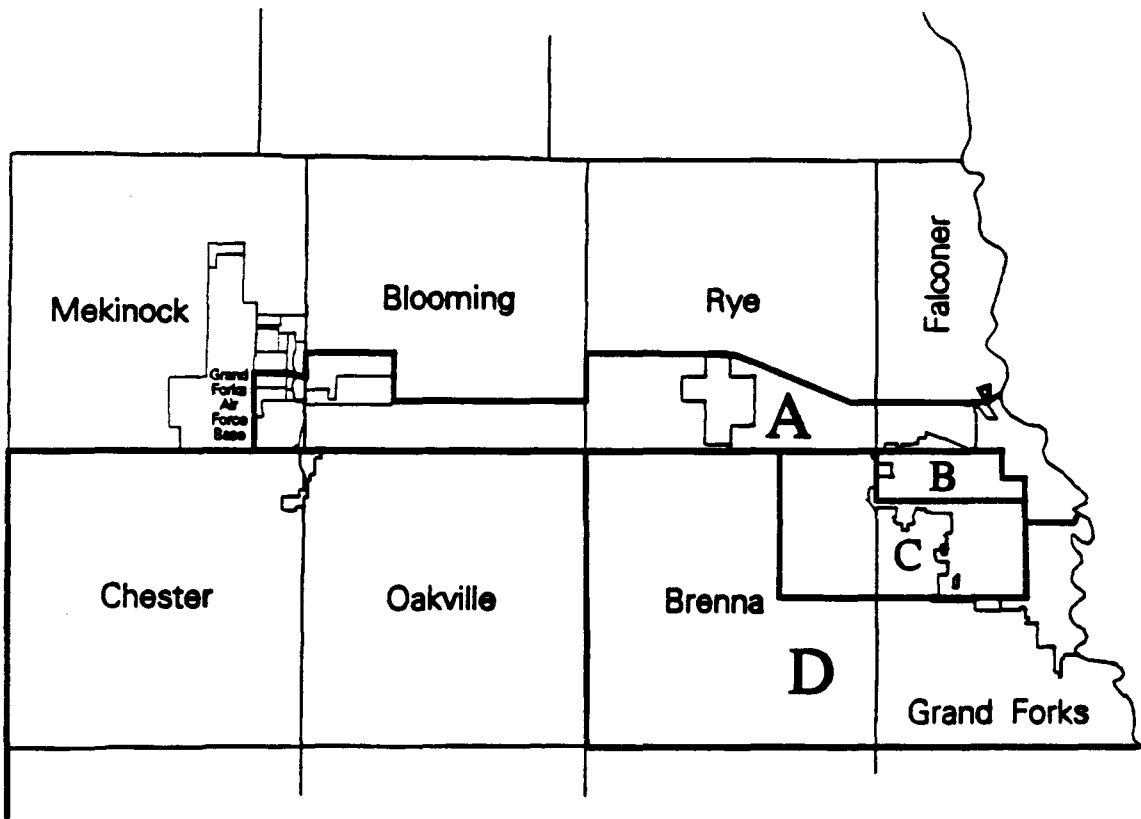 Falconer
Blooming
Rye
Mekinock
Grand
Forks
Air
Force
Base
A
B
C
Chester
Oakville
Brenna
D
Grand Forks